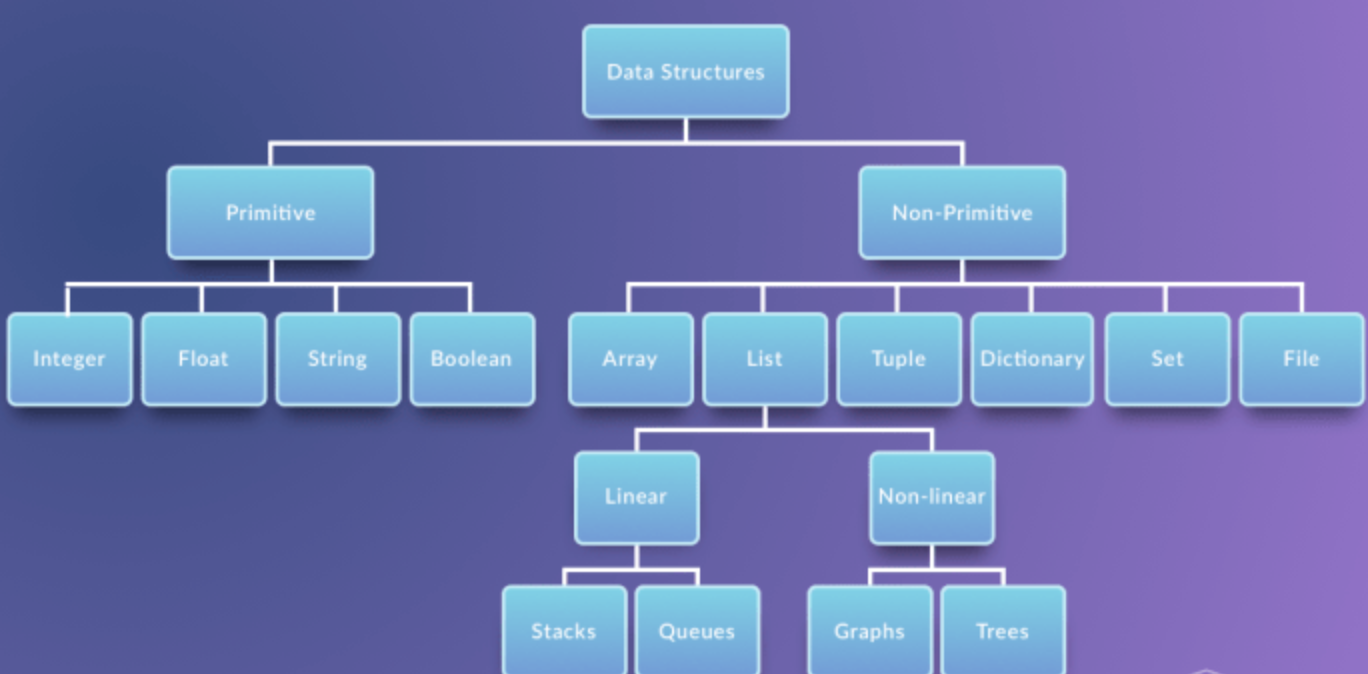 Data Structures
Primitive
Non-Primitive
Integer
Float
String
Boolean
Array
List
Tuple
Dictionary
Set
File
Linear
Non-linear
Stacks
Queues
Graphs
Trees